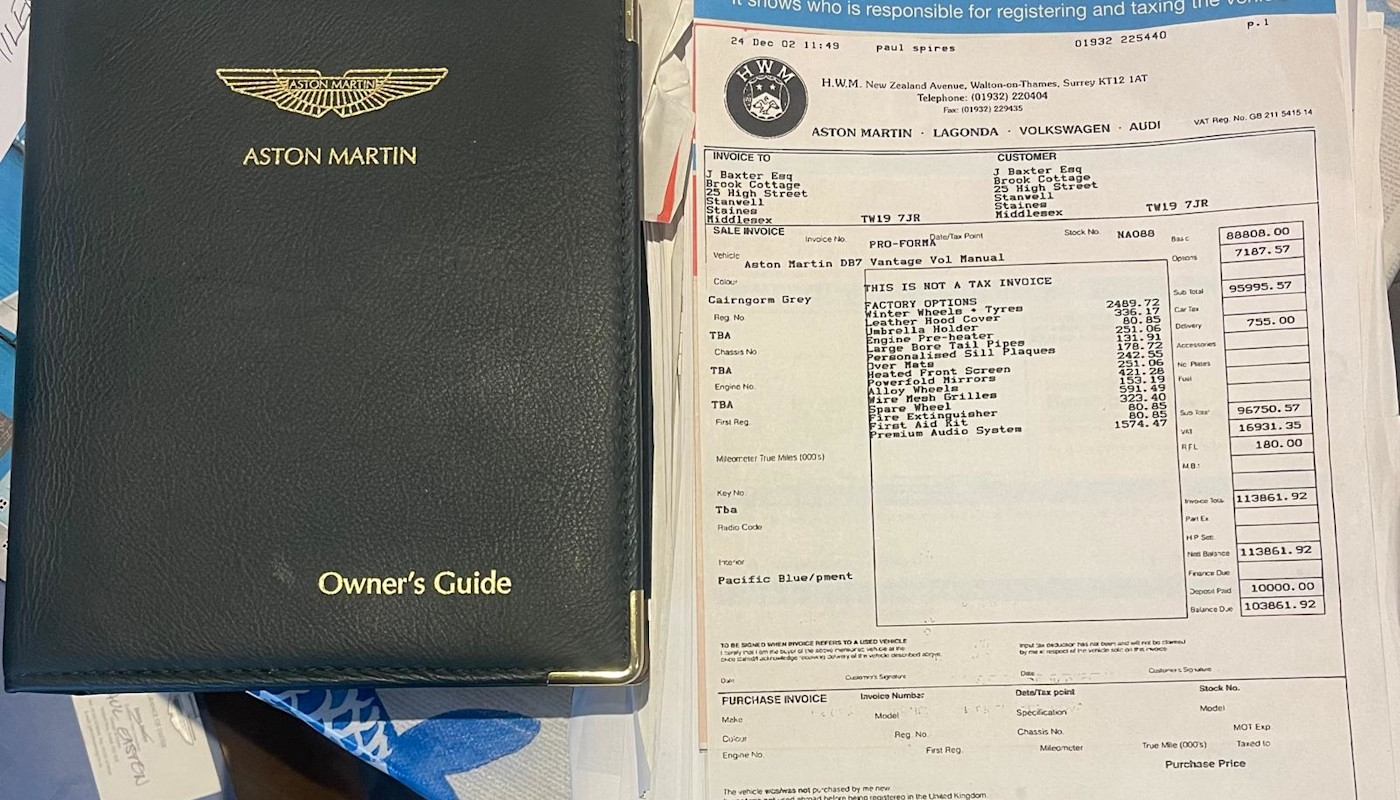 ASTON MARTIN
ASTON MARTIN
Owner's Guide
It shows who is responsible for registering and taxing the
24 Dec 02 11:49 paul spires 01932 225440 p.1
HWM
H.W.M. New Zealand Avenue, Walton-on-Thames, Surrey KT12 1AT
Telephone: (01932) 220404
Fax: (01932) 229435
ASTON MARTIN · LAGONDA · VOLKSWAGEN · AUDI VAT Reg. No. GB 211 5415 14
INVOICE TO CUSTOMER
J Baxter Esq J Baxter Esq
Brook Cottage Brook Cottage
25 High Street 25 High Street
Stanwell Stanwell
Staines Staines
Middlesex TW19 7JR Middlesex TW19 7JR
SALE INVOICE Invoice No. PRO-FORMA Date/Tax Point Stock No. NA088 Basic 88808.00
Vehicle Aston Martin DB7 Vantage Vol Manual Options 7187.57
Colour THIS IS NOT A TAX INVOICE Sub Total 95995.57
Cairngorm Grey FACTORY OPTIONS Car Tax
Winter Wheels + Tyres 2489.72
Reg. No Leather Hood Cover 336.17 Delivery 755.00
Umbrella Holder 80.85
TBA Engine Pre-heater 251.06
Large Bore Tail Pipes 131.91 Accessories
Chassis No Personalised Sill Plaques 178.72
Over Mats 242.55
TBA Heated Front Screen 251.06 No Plates
Powerfold Mirrors 421.28 Fuel
Engine No. Alloy Wheels 153.19
Wire Mesh Grilles 591.49
TBA Spare Wheel 323.40 Sub Total 96750.57
Fire Extinguisher 80.85
First Reg. First Aid Kit 80.85 VAT 16931.35
Premium Audio System 1574.47
R.F.L 180.00
Mileometer True Miles (000's) M.B.
Key No Invoice Total 113861.92
Tba Part Ex
Radio Code H.P Set
Interior Nett Balance 113861.92
Pacific Blue/pment Finance Due
Deposit Paid 10000.00
Balance Due 103861.92
TO BE SIGNED WHEN INVOICE REFERS TO A USED VEHICLE
Date Customer's Signature Date Customer's Signature
PURCHASE INVOICE Invoice Number Date/Tax point Stock No.
Make Model Specification Model
Colour Reg. No. Chassis No. MOT Exp
Engine No. First Reg. Mileometer True Mile (000's) Taxed to
Purchase Price
The vehicle was/was not purchased by me new
before being registered in the United Kingdom